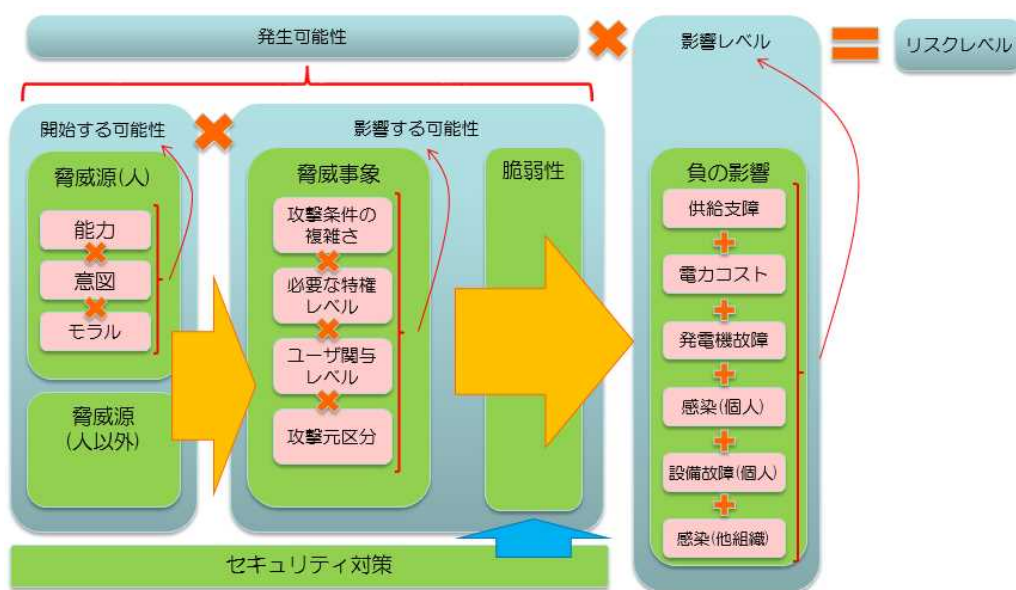 発生可能性
影響レベル
リスクレベル
開始する可能性
影響する可能性
脅威源(人)
能力
意図
モラル
脅威源
(人以外)
脅威事象
攻撃条件の
複雑さ
必要な特権
レベル
ユーザ関与
レベル
攻撃元区分
脆弱性
負の影響
供給支障
電力コスト
発電機故障
感染(個人)
設備故障(個人)
感染(他組織)
セキュリティ対策